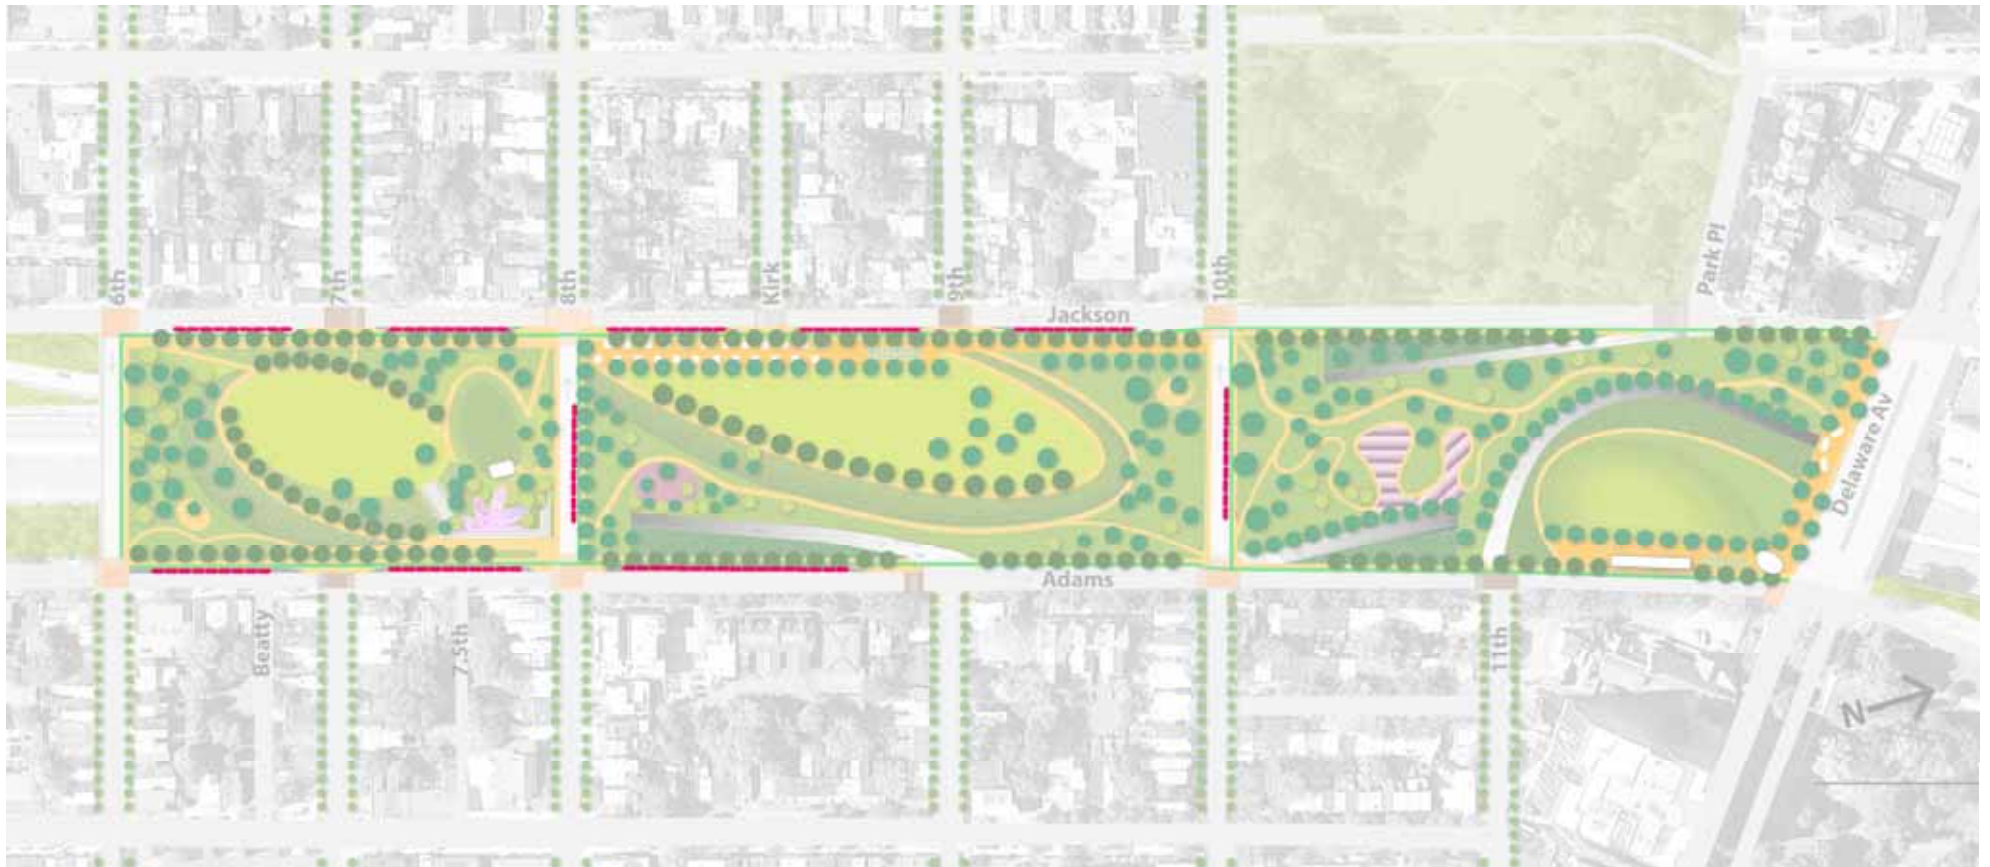 6th
7th
8th
Kirk
9th
10th
Park Pl
Jackson
Delaware Av
Adams
Beatty
7.5th
11th
N